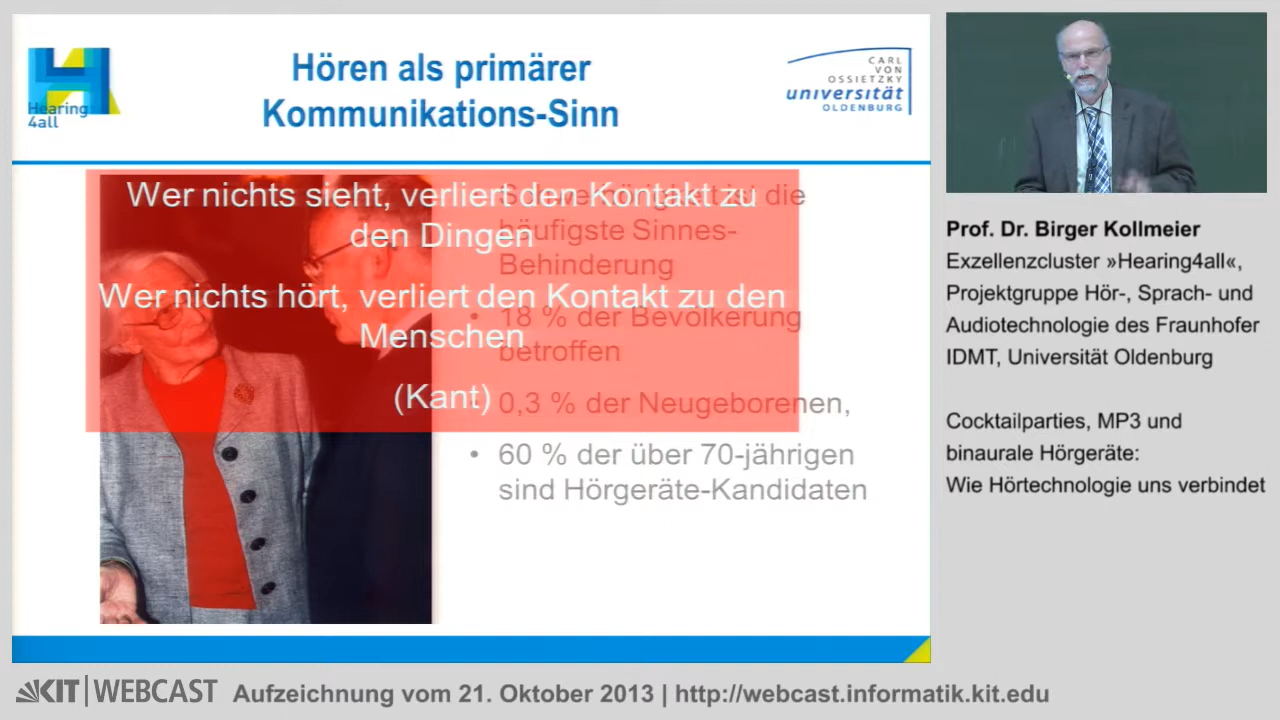 Hearing
4all
Hören als primärer
Kommunikations-Sinn
CARL
VON
OSSIETZKY
universität
OLDENBURG
Wer nichts sieht, verliert den Kontakt zu
den Dingen
Wer nichts hört, verliert den Kontakt zu den
Menschen
(Kant)
Schwerhörigkeit ist die
häufigste Sinnes-
Behinderung
• 18 % der Bevölkerung
betroffen
0,3 % der Neugeborenen,
• 60 % der über 70-jährigen
sind Hörgeräte-Kandidaten
Prof. Dr. Birger Kollmeier
Exzellenzcluster »Hearing4all«,
Projektgruppe Hör-, Sprach- und
Audiotechnologie des Fraunhofer
IDMT, Universität Oldenburg
Cocktailparties, MP3 und
binaurale Hörgeräte:
Wie Hörtechnologie uns verbindet
KIT | WEBCAST Aufzeichnung vom 21. Oktober 2013 | http://webcast.informatik.kit.edu